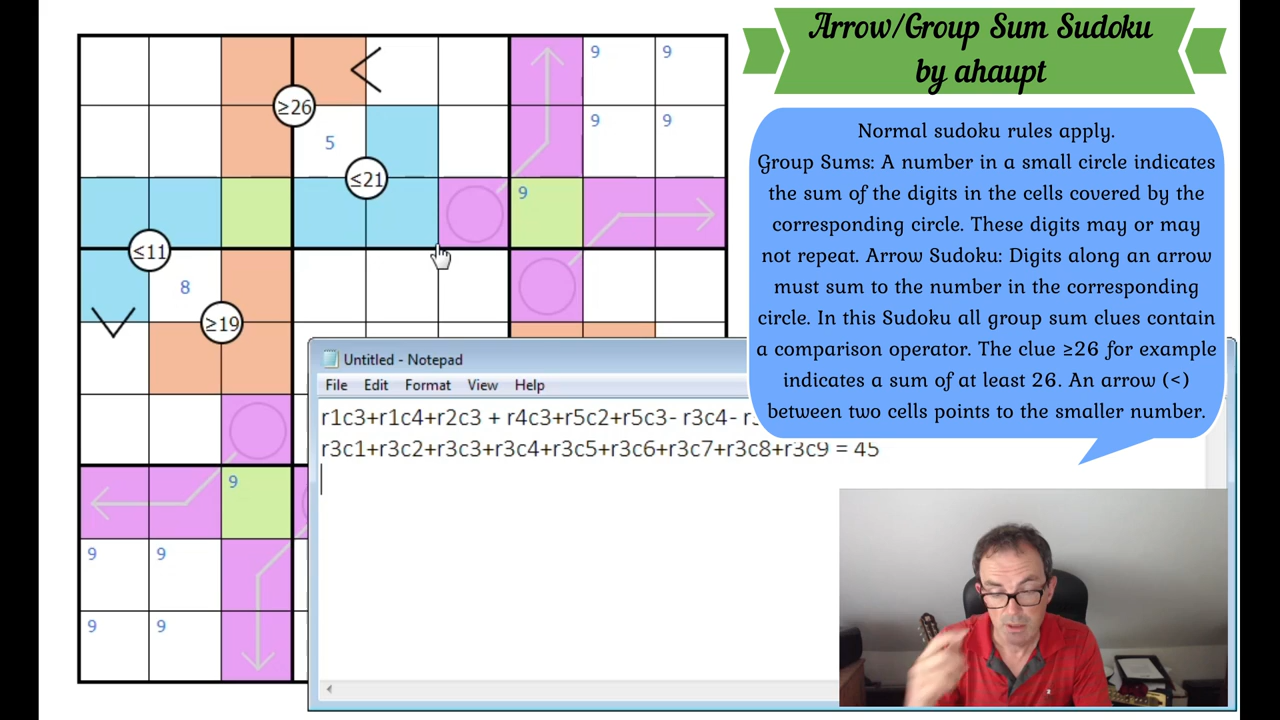 Arrow/Group Sum Sudoku
by ahaupt
Normal sudoku rules apply.
Group Sums: A number in a small circle indicates
the sum of the digits in the cells covered by the
corresponding circle. These digits may or may
not repeat. Arrow Sudoku: Digits along an arrow
must sum to the number in the corresponding
circle. In this Sudoku all group sum clues contain
a comparison operator. The clue ≥26 for example
indicates a sum of at least 26. An arrow (<)
between two cells points to the smaller number.
9 9
≥26
5 9 9
≤21
9
≤11
8
≥19
9
9 9
9 9
Untitled - Notepad
File Edit Format View Help
r1c3+r1c4+r2c3 + r4c3+r5c2+r5c3- r3c4-
r3c1+r3c2+r3c3+r3c4+r3c5+r3c6+r3c7+r3c8+r3c9 = 45